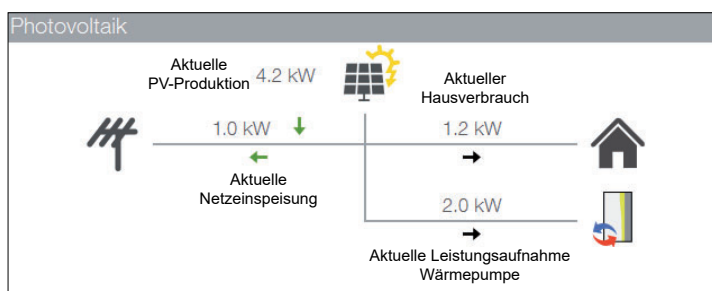 Photovoltaik
Aktuelle
PV-Produktion 4.2 kW
Aktueller
Hausverbrauch
1.0 kW
1.2 kW
Aktuelle
Netzeinspeisung
2.0 kW
Aktuelle Leistungsaufnahme
Wärmepumpe